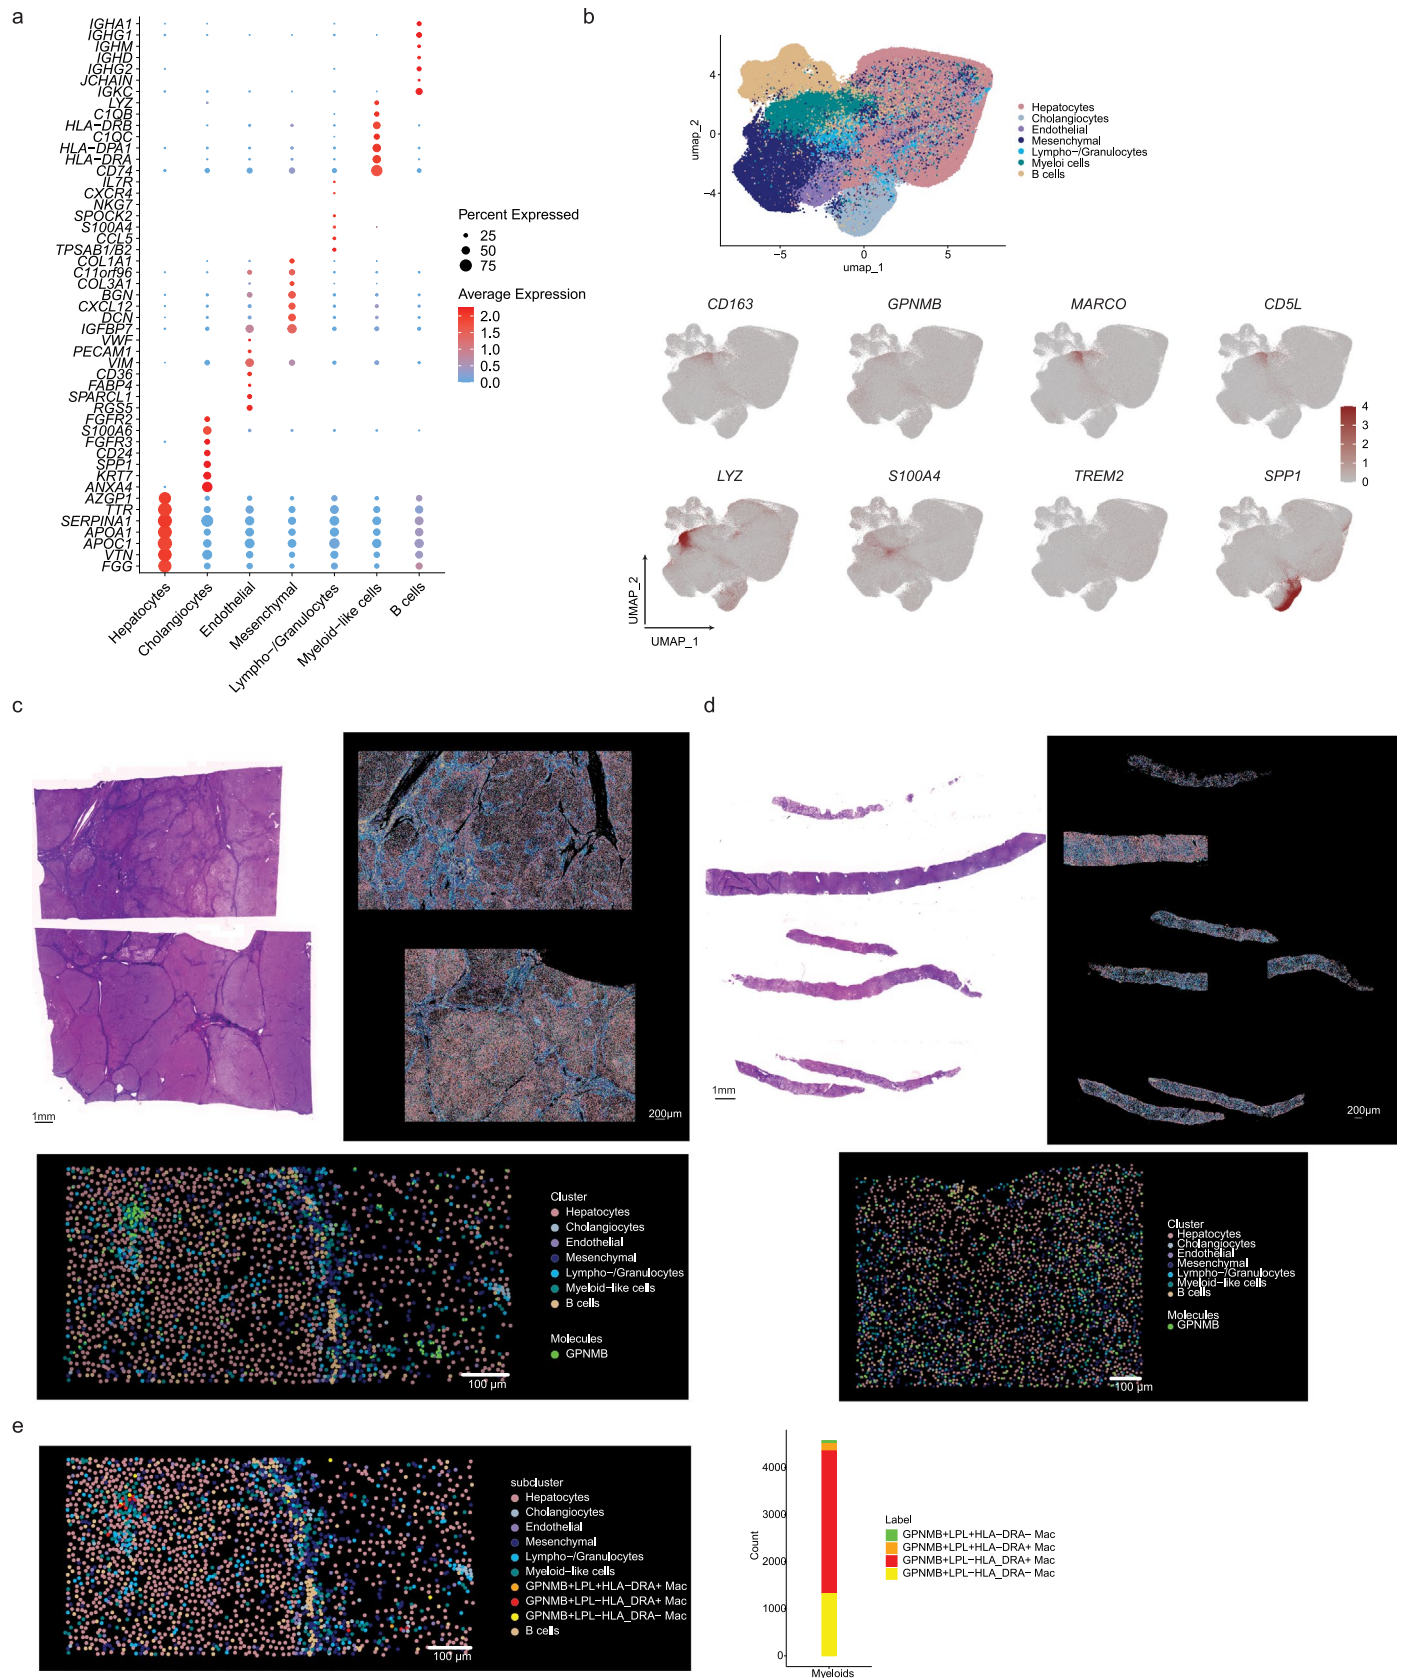 a
IGHA1
IGHG1
IGHM
IGHD
IGHG2
JCHAIN
IGKC
LYZ
C1QB
HLA−DRB
C1QC
HLA−DPA1
HLA−DRA
CD74
IL7R
CXCR4
NKG7
SPOCK2
S100A4
CCL5
TPSAB1/B2
COL1A1
C11orf96
COL3A1
BGN
CXCL12
DCN
IGFBP7
VWF
PECAM1
VIM
CD36
FABP4
SPARCL1
RGS5
FGFR2
S100A6
FGFR3
CD24
SPP1
KRT7
ANXA4
AZGP1
TTR
SERPINA1
APOA1
APOC1
VTN
FGG
Hepatocytes
Cholangiocytes
Endothelial
Mesenchymal
Lympho−/Granulocytes
Myeloid−like cells
B cells
Percent Expressed
25
50
75
Average Expression
2.0
1.5
1.0
0.5
0.0
b
4
0
−4
umap_2
−5
0
5
umap_1
Hepatocytes
Cholangiocytes
Endothelial
Mesenchymal
Lympho−/Granulocytes
Myeloi cells
B cells
CD163
GPNMB
MARCO
CD5L
LYZ
S100A4
TREM2
SPP1
4
3
2
1
0
UMAP_2
UMAP_1
c
1mm
200µm
Cluster
Hepatocytes
Cholangiocytes
Endothelial
Mesenchymal
Lympho−/Granulocytes
Myeloid−like cells
B cells
Molecules
GPNMB
100 µm
d
1mm
200µm
Cluster
Hepatocytes
Cholangiocytes
Endothelial
Mesenchymal
Lympho−/Granulocytes
Myeloid−like cells
B cells
Molecules
GPNMB
100 µm
e
subcluster
Hepatocytes
Cholangiocytes
Endothelial
Mesenchymal
Lympho−/Granulocytes
Myeloid−like cells
GPNMB+LPL+HLA−DRA+ Mac
GPNMB+LPL−HLA_DRA+ Mac
GPNMB+LPL−HLA_DRA− Mac
B cells
100 µm
4000
3000
2000
1000
0
Count
Myeloids
Label
GPNMB+LPL+HLA−DRA− Mac
GPNMB+LPL+HLA−DRA+ Mac
GPNMB+LPL−HLA_DRA+ Mac
GPNMB+LPL−HLA_DRA− Mac